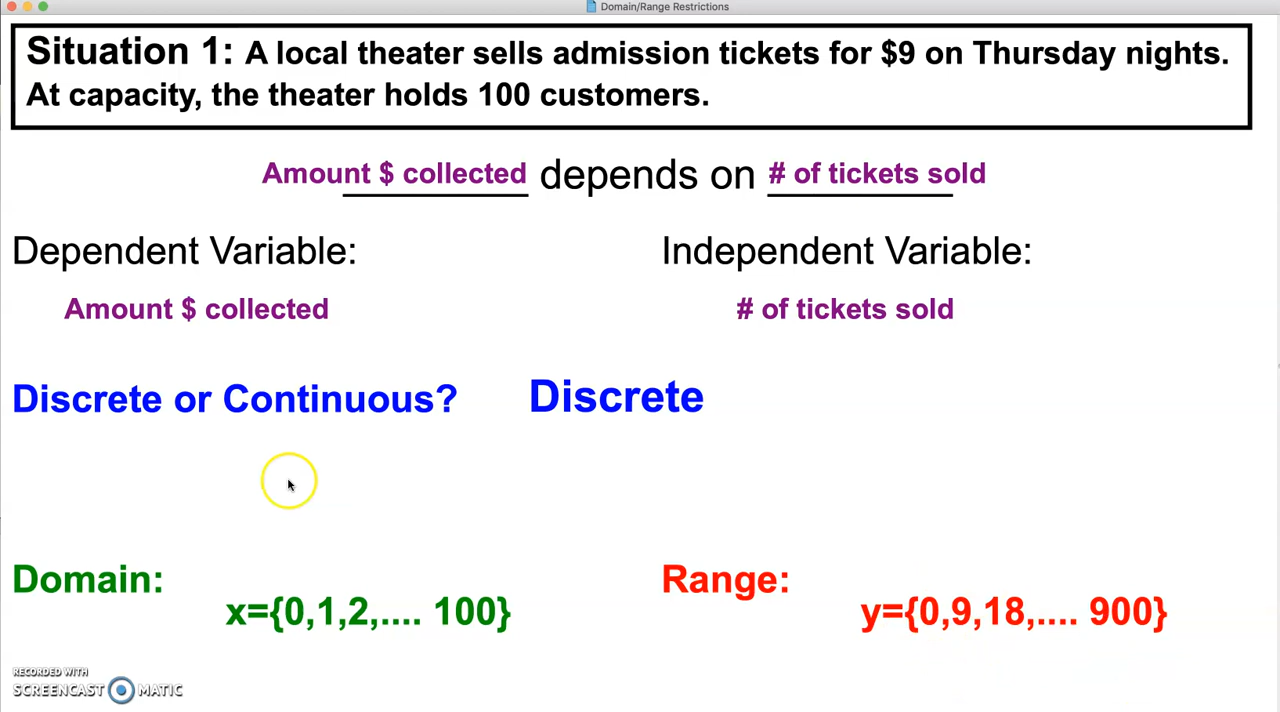 Domain/Range Restrictions
Situation 1: A local theater sells admission tickets for $9 on Thursday nights.
At capacity, the theater holds 100 customers.
Amount $ collected depends on # of tickets sold
Dependent Variable:
Independent Variable:
Amount $ collected
# of tickets sold
Discrete or Continuous? Discrete
Domain:
Range:
x={0,1,2,.... 100}
y={0,9,18,.... 900}
RECORDED WITH
SCREENCAST MATIC